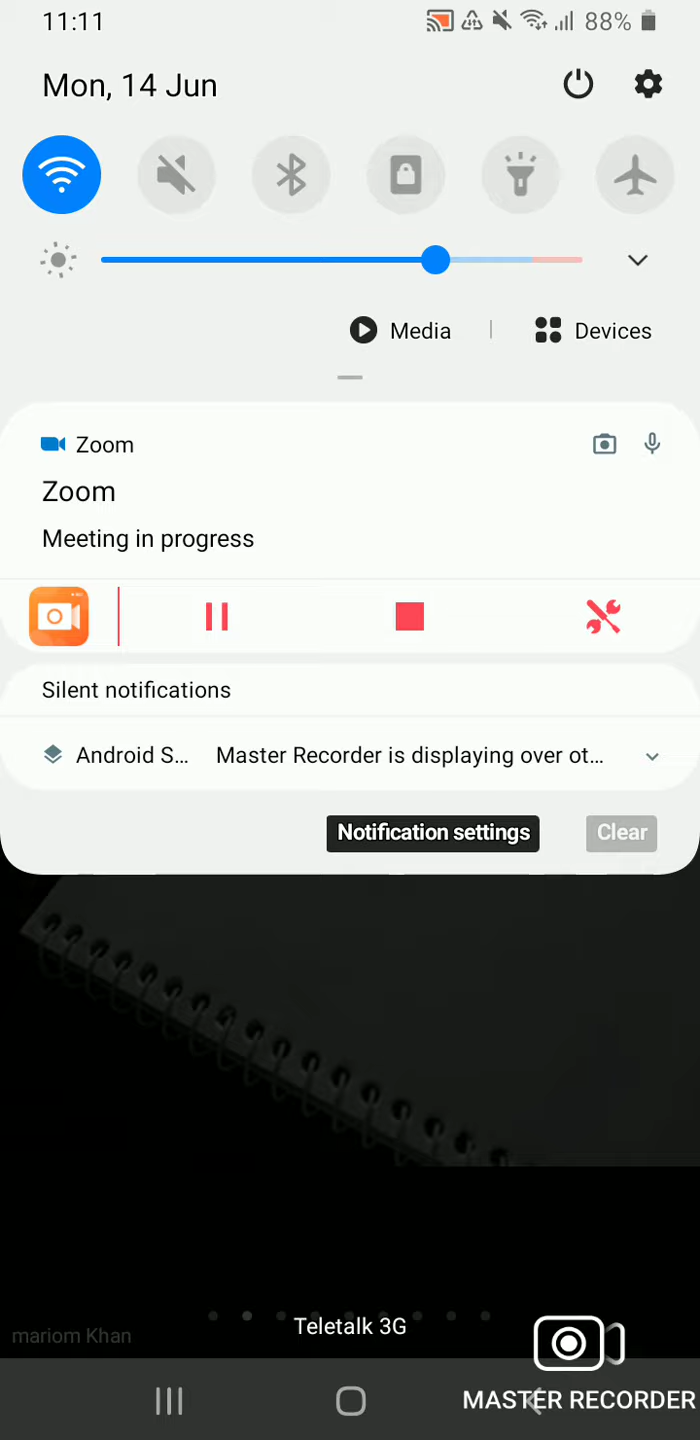 11:11
88%
Mon, 14 Jun
Media
Devices
Zoom
Zoom
Meeting in progress
Silent notifications
Android S... Master Recorder is displaying over ot...
Notification settings
Clear
Teletalk 3G
mariom Khan
MASTER RECORDER